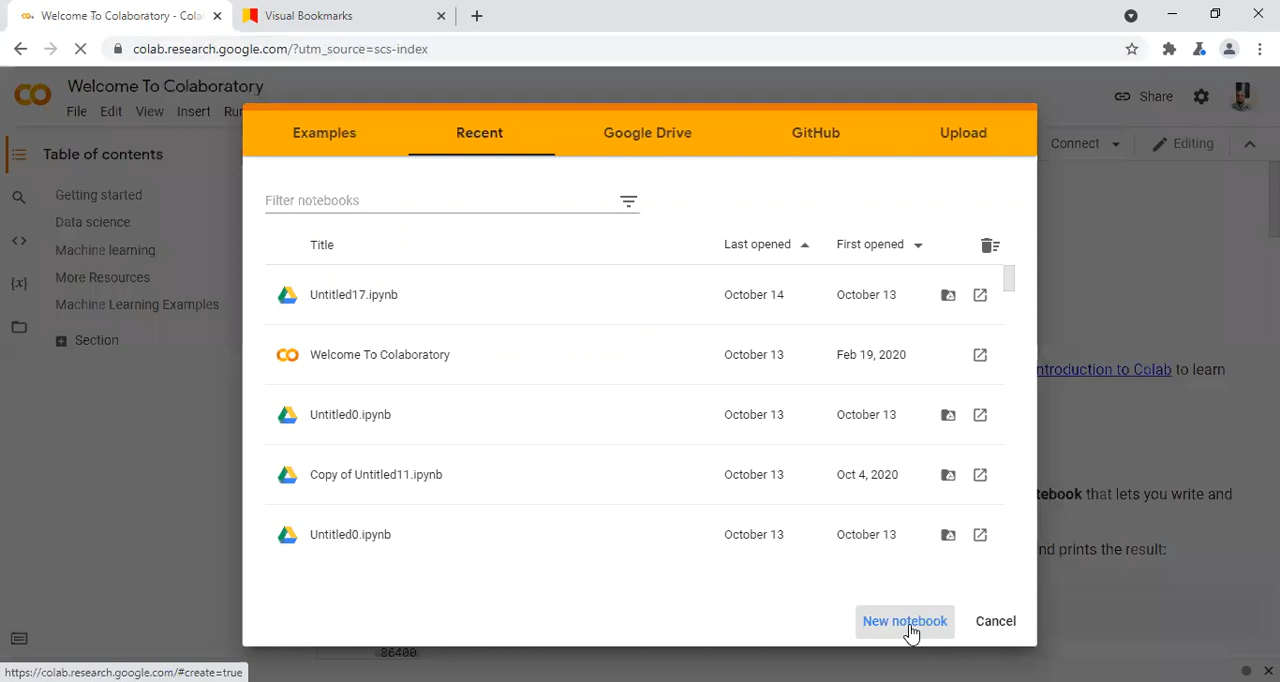 Welcome To Colaboratory - Cola
Visual Bookmarks
colab.research.google.com/?utm_source=scs-index
Welcome To Colaboratory
File Edit View Insert Ru
Share
Examples Recent Google Drive GitHub Upload
Table of contents
Connect Editing
Getting started
Data science
Machine learning
More Resources
Machine Learning Examples
Section
Filter notebooks
Title Last opened First opened
Untitled17.ipynb October 14 October 13
Welcome To Colaboratory October 13 Feb 19, 2020
Untitled0.ipynb October 13 October 13
Copy of Untitled11.ipynb October 13 Oct 4, 2020
Untitled0.ipynb October 13 October 13
ntroduction to Colab to learn
tebook that lets you write and
nd prints the result:
New notebook Cancel
86400
https://colab.research.google.com/#create=true